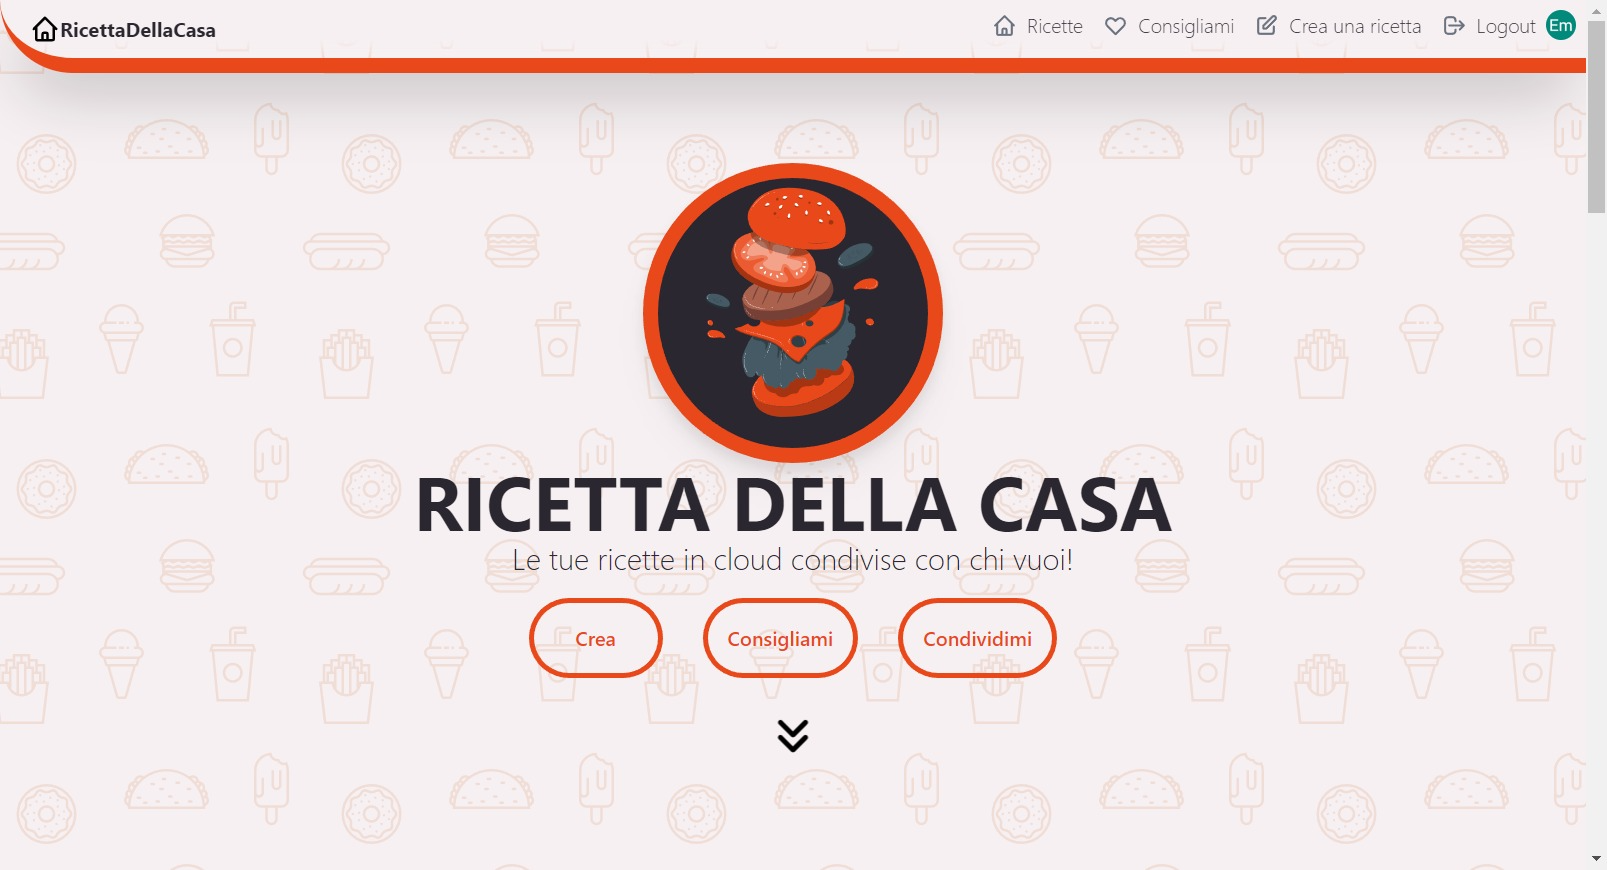 RicettaDellaCasa
Ricette Consigliami Crea una ricetta Logout Em
RICETTA DELLA CASA
Le tue ricette in cloud condivise con chi vuoi!
Crea Consigliami Condividimi